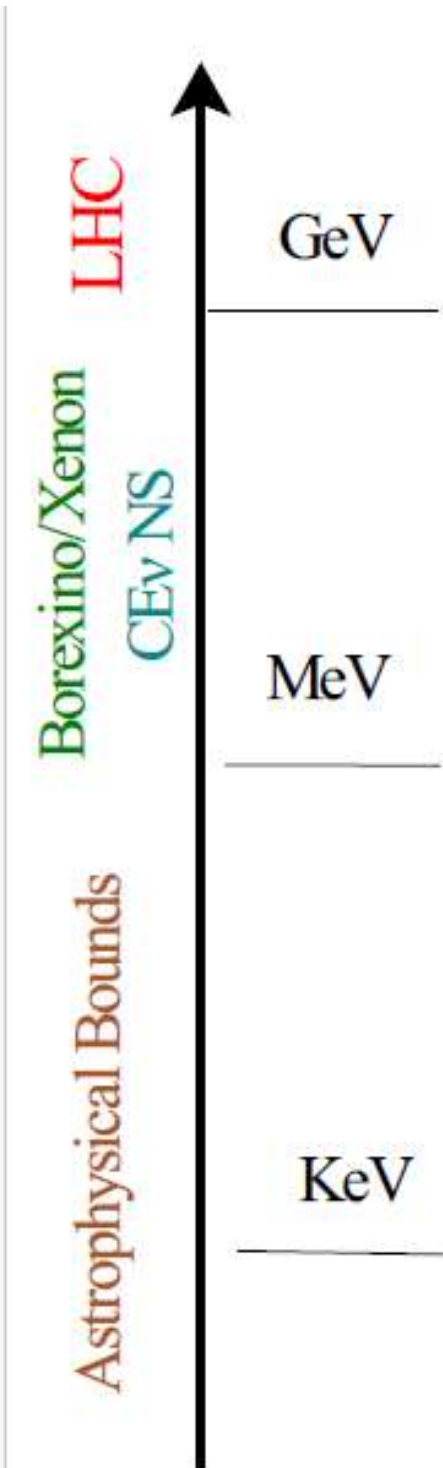 LHC
GeV
Borexino/Xenon
CEν NS
MeV
Astrophysical Bounds
KeV